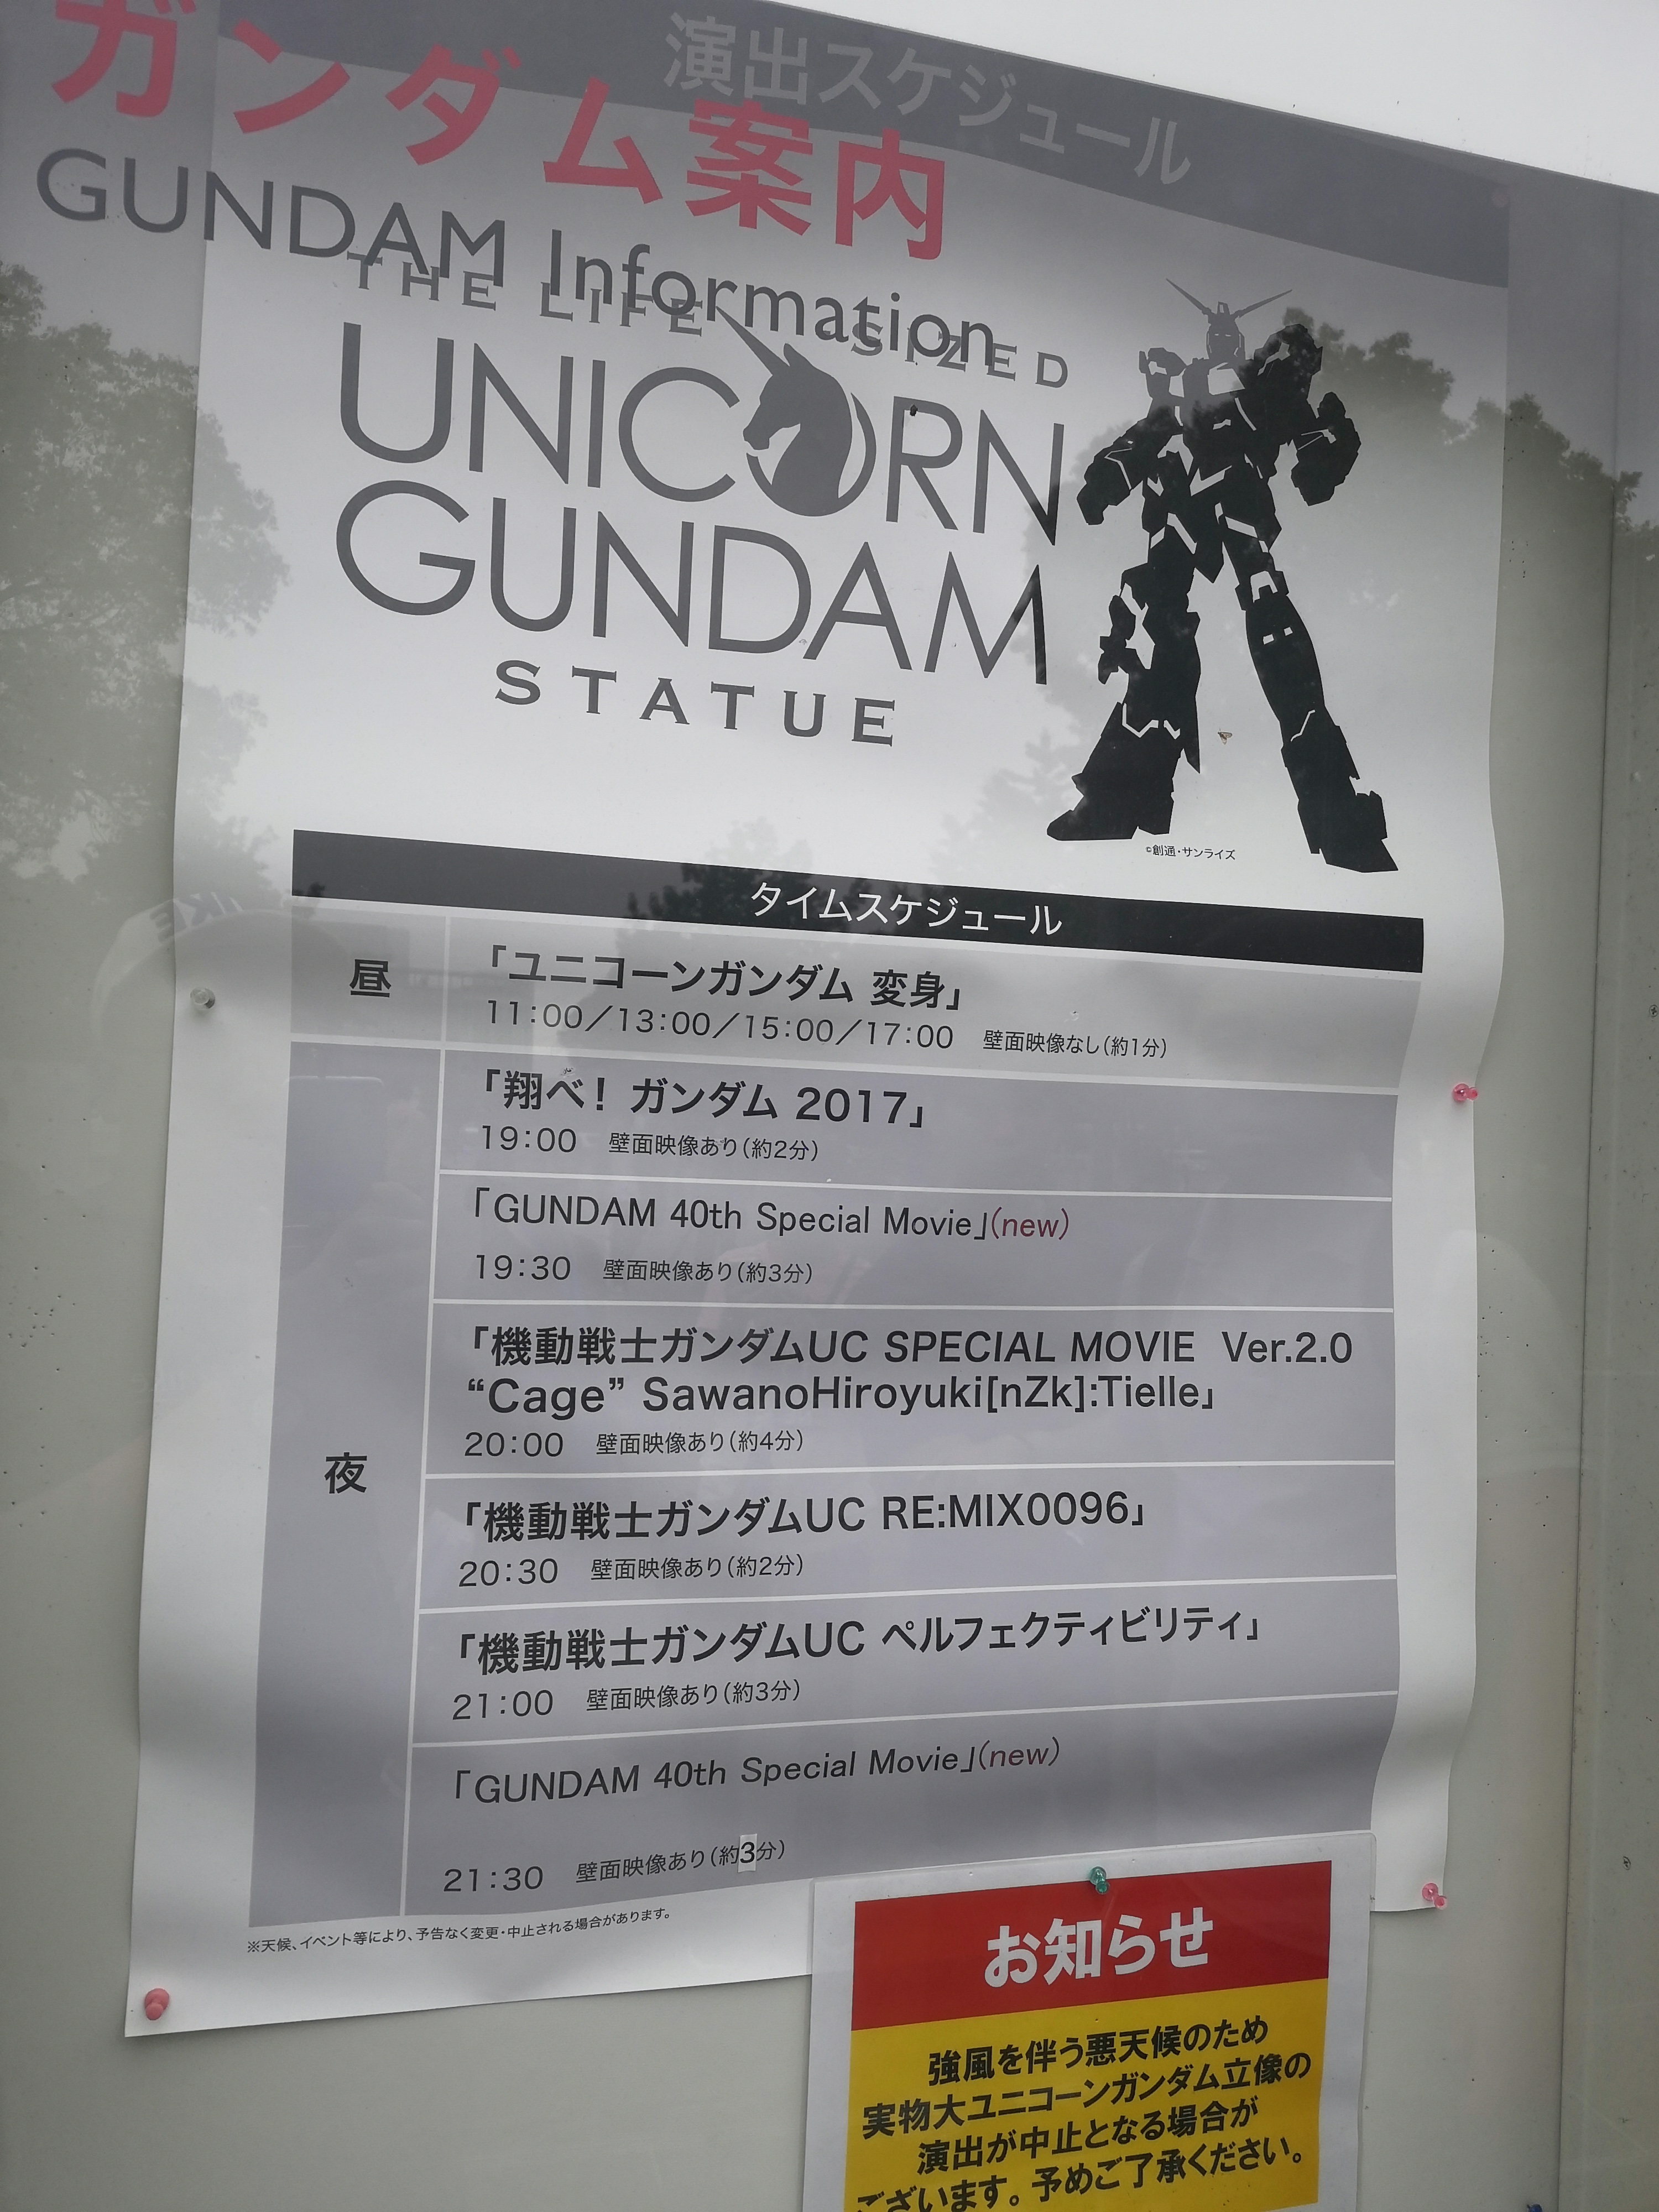 演出スケジュール
ガンダム案内
GUNDAM Information
THE LIFE SIZED
UNICORN
GUNDAM
STATUE
©創通・サンライズ
タイムスケジュール
昼
「ユニコーンガンダム 変身」
11:00／13:00／15:00／17:00 壁面映像なし(約1分)
夜
「翔べ！ガンダム 2017」
19:00 壁面映像あり(約2分)
「GUNDAM 40th Special Movie」(new)
19:30 壁面映像あり(約3分)
「機動戦士ガンダムUC SPECIAL MOVIE Ver.2.0
“Cage” SawanoHiroyuki[nZk]:Tielle」
20:00 壁面映像あり(約4分)
「機動戦士ガンダムUC RE:MIX0096」
20:30 壁面映像あり(約2分)
「機動戦士ガンダムUC ペルフェクティビリティ」
21:00 壁面映像あり(約3分)
「GUNDAM 40th Special Movie」(new)
21:30 壁面映像あり(約3分)
※天候、イベント等により、予告なく変更・中止される場合があります。
お知らせ
強風を伴う悪天候のため
実物大ユニコーンガンダム立像の
演出が中止となる場合が
ございます。予めご了承ください。